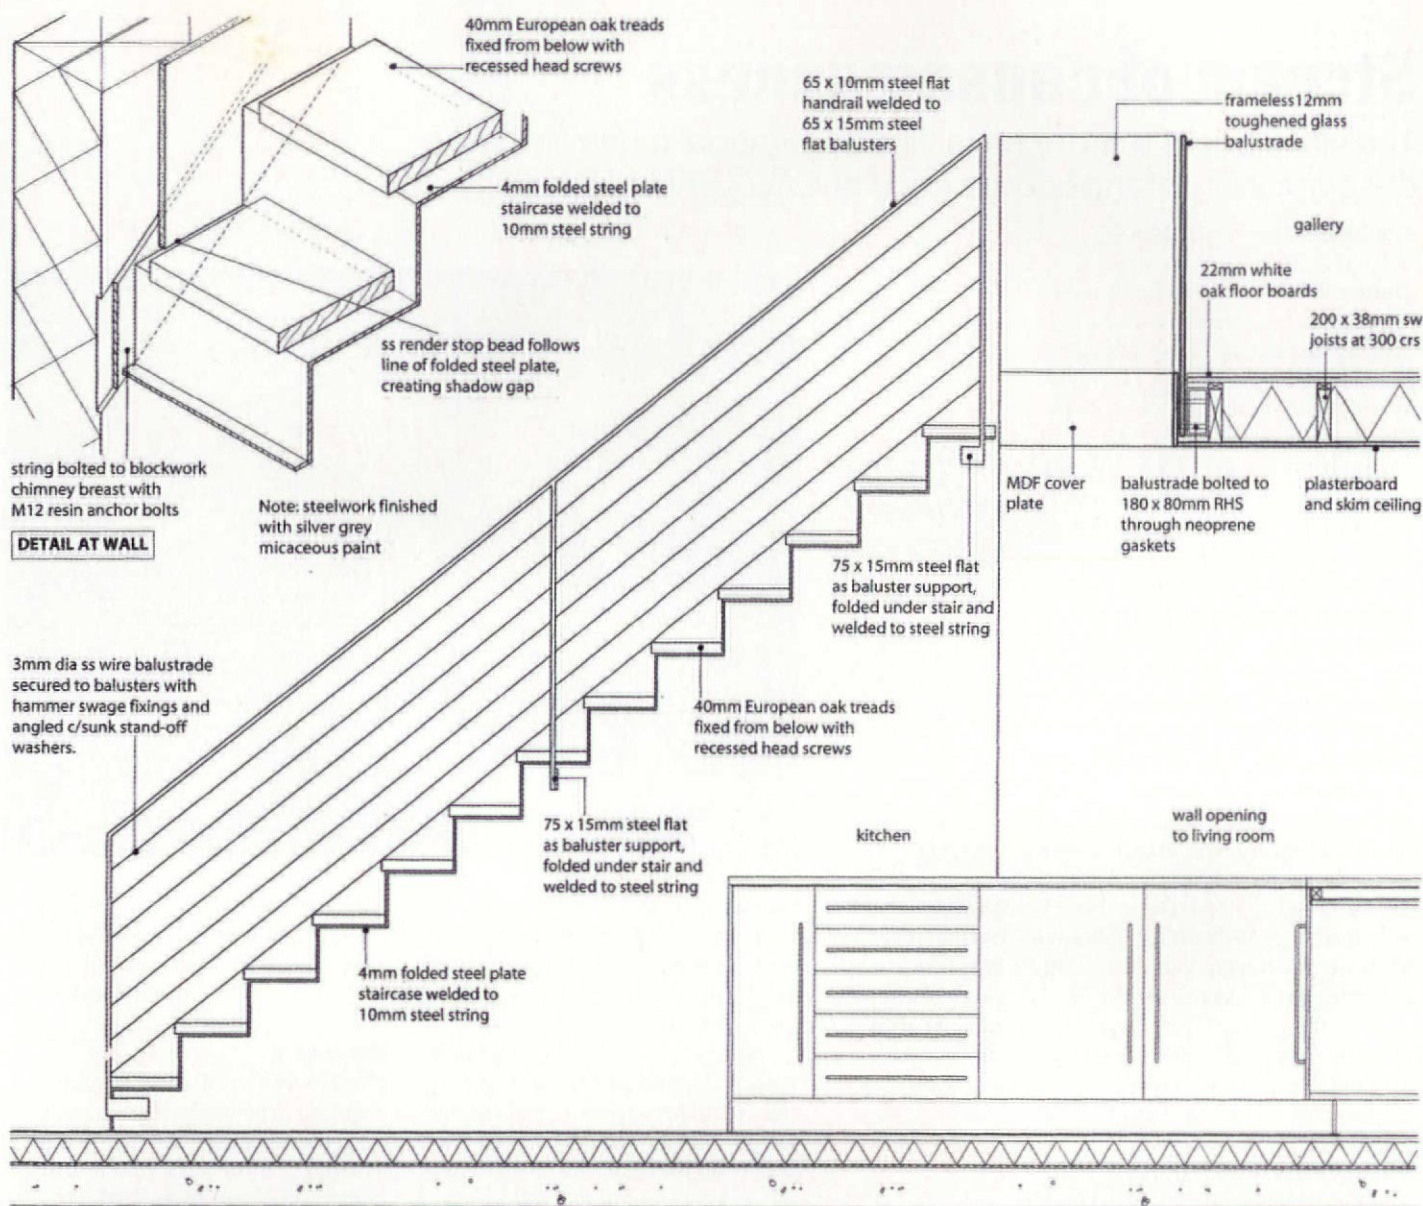 40mm European oak treads
fixed from below with
recessed head screws
65 x 10mm steel flat
handrail welded to
65 x 15mm steel
flat balusters
frameless12mm
toughened glass
balustrade
4mm folded steel plate
staircase welded to
10mm steel string
gallery
22mm white
oak floor boards
200 x 38mm sw
joists at 300 crs
ss render stop bead follows
line of folded steel plate,
creating shadow gap
string bolted to blockwork
chimney breast with
M12 resin anchor bolts
DETAIL AT WALL
Note: steelwork finished
with silver grey
micaceous paint
MDF cover
plate
balustrade bolted to
180 x 80mm RHS
through neoprene
gaskets
plasterboard
and skim ceiling
75 x 15mm steel flat
as baluster support,
folded under stair and
welded to steel string
3mm dia ss wire balustrade
secured to balusters with
hammer swage fixings and
angled c/sunk stand-off
washers.
40mm European oak treads
fixed from below with
recessed head screws
75 x 15mm steel flat
as baluster support,
folded under stair and
welded to steel string
kitchen
wall opening
to living room
4mm folded steel plate
staircase welded to
10mm steel string